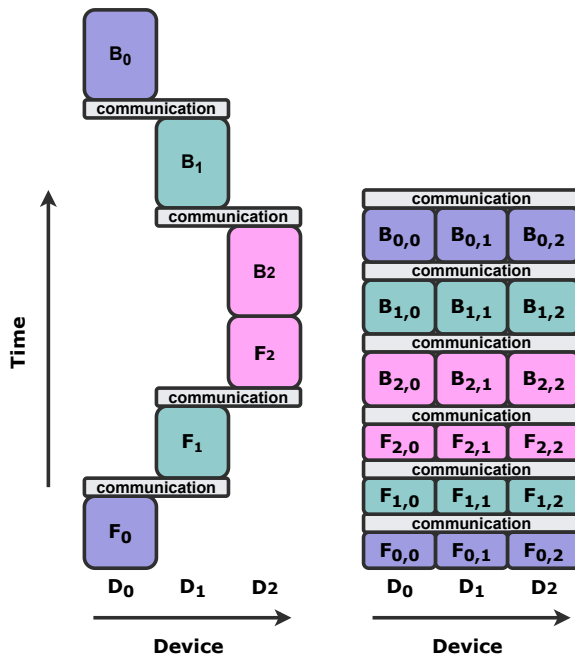 B0
communication
B1
communication
B2
F2
communication
F1
communication
F0
D0 D1 D2
Device
Time
communication
B0,0 B0,1 B0,2
communication
B1,0 B1,1 B1,2
communication
B2,0 B2,1 B2,2
communication
F2,0 F2,1 F2,2
communication
F1,0 F1,1 F1,2
communication
F0,0 F0,1 F0,2
D0 D1 D2
Device